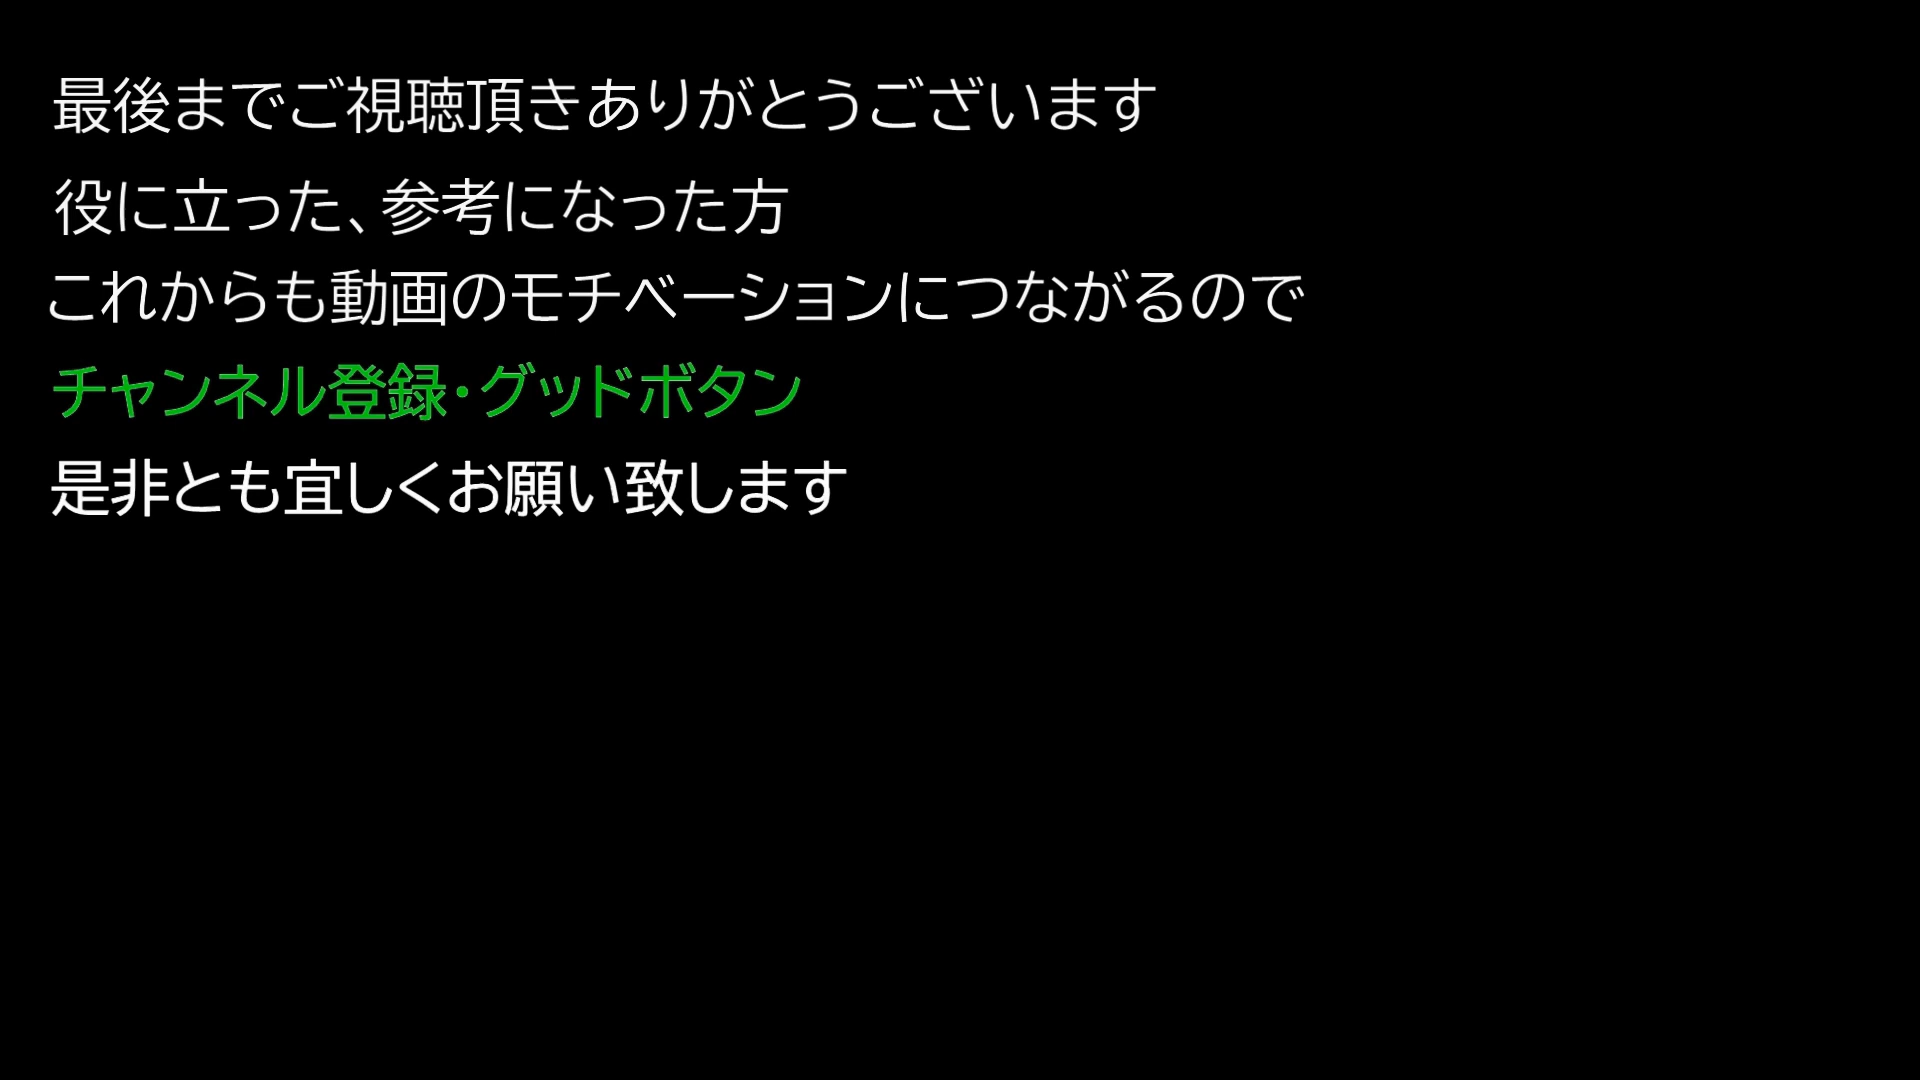 最後までご視聴頂きありがとうございます
役に立った、参考になった方
これからも動画のモチベーションにつながるので
チャンネル登録・グッドボタン
是非とも宜しくお願い致します